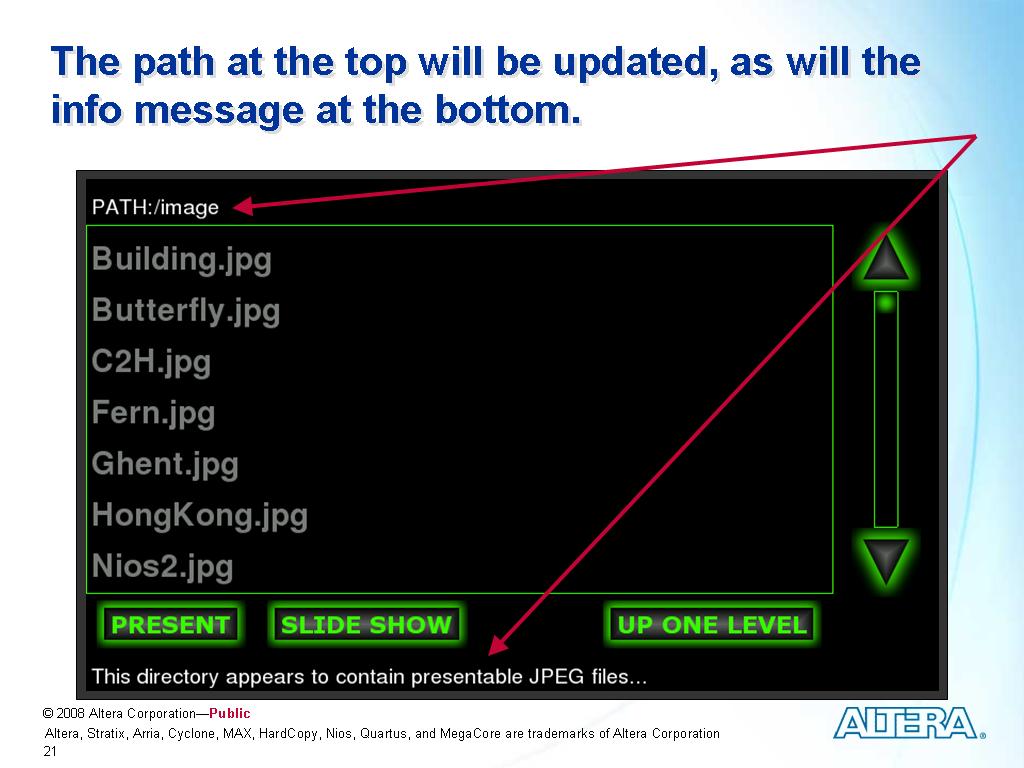 The path at the top will be updated, as will the
info message at the bottom.
PATH:/image
Building.jpg
Butterfly.jpg
C2H.jpg
Fern.jpg
Ghent.jpg
HongKong.jpg
Nios2.jpg
PRESENT SLIDE SHOW UP ONE LEVEL
This directory appears to contain presentable JPEG files...
© 2008 Altera Corporation—Public
Altera, Stratix, Arria, Cyclone, MAX, HardCopy, Nios, Quartus, and MegaCore are trademarks of Altera Corporation
21
ALTERA®